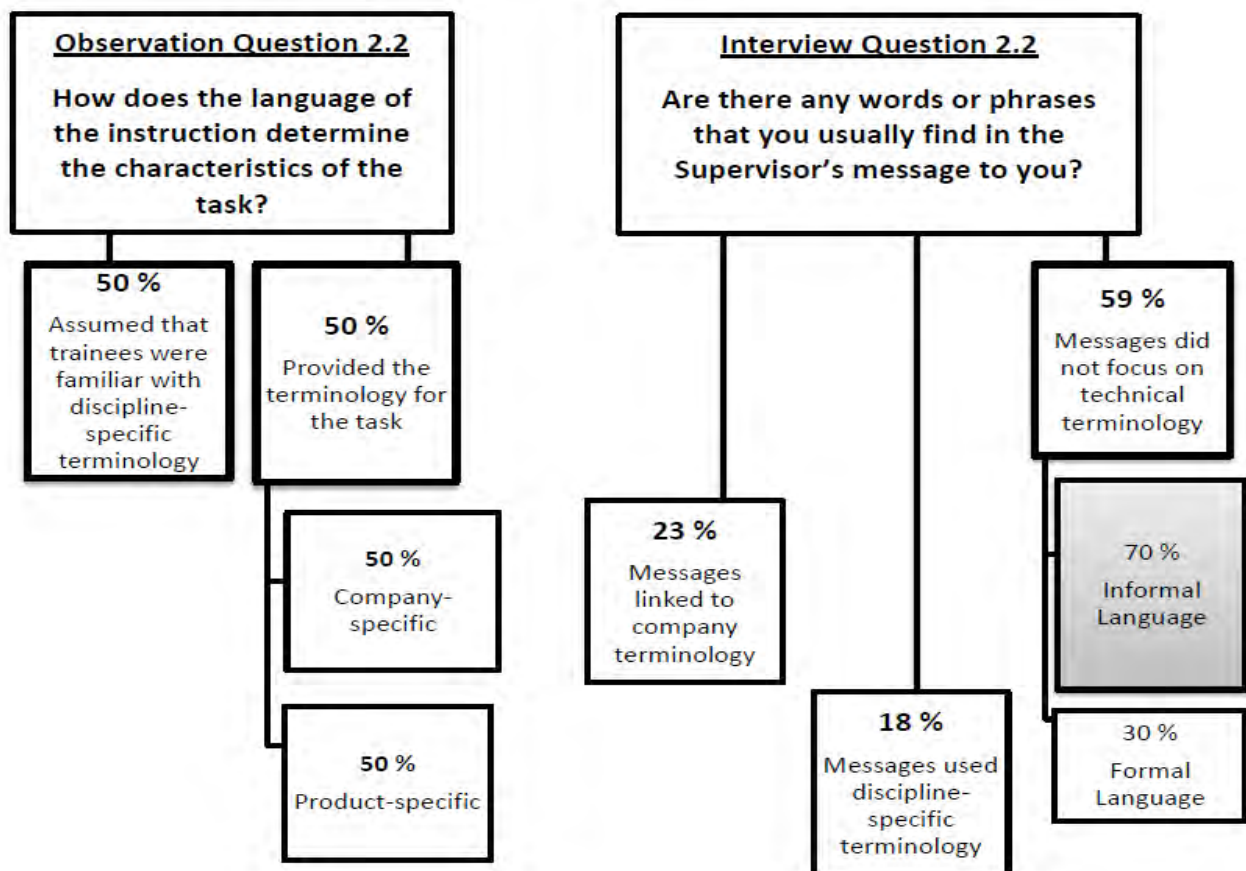 Observation Question 2.2
How does the language of
the instruction determine
the characteristics of the
task?
50 %
Assumed that
trainees were
familiar with
discipline-
specific
terminology
50 %
Provided the
terminology for
the task
50 %
Company-
specific
50 %
Product-specific
Interview Question 2.2
Are there any words or phrases
that you usually find in the
Supervisor’s message to you?
23 %
Messages
linked to
company
terminology
18 %
Messages used
discipline-
specific
terminology
59 %
Messages did
not focus on
technical
terminology
70 %
Informal
Language
30 %
Formal
Language